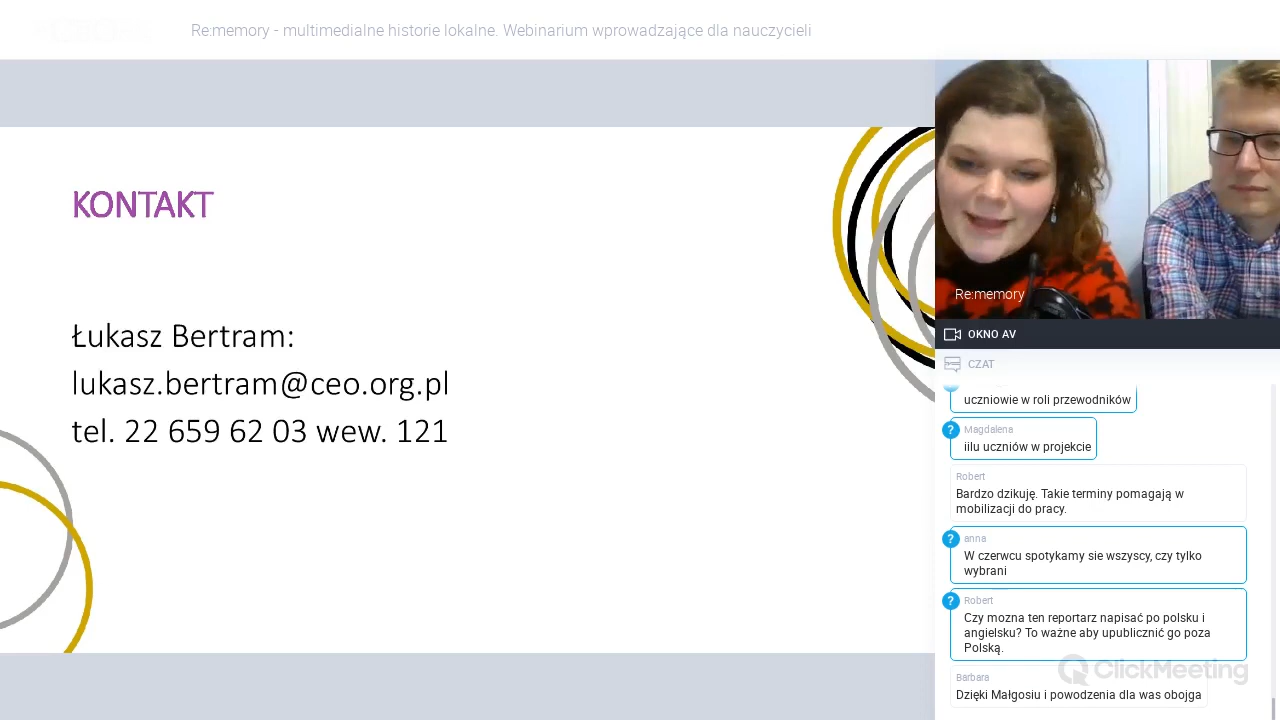 Re:memory - multimedialne historie lokalne. Webinarium wprowadzające dla nauczycieli
KONTAKT
Łukasz Bertram:
lukasz.bertram@ceo.org.pl
tel. 22 659 62 03 wew. 121
Re:memory
OKNO AV
CZAT
uczniowie w roli przewodników
? Magdalena
iilu uczniów w projekcie
Robert
Bardzo dzikuję. Takie terminy pomagają w
mobilizacji do pracy.
? anna
W czerwcu spotykamy sie wszyscy, czy tylko
wybrani
? Robert
Czy mozna ten reportarz napisać po polsku i
angielsku? To ważne aby upublicznić go poza
Polską.
ClickMeeting
Barbara
Dzięki Małgosiu i powodzenia dla was obojga